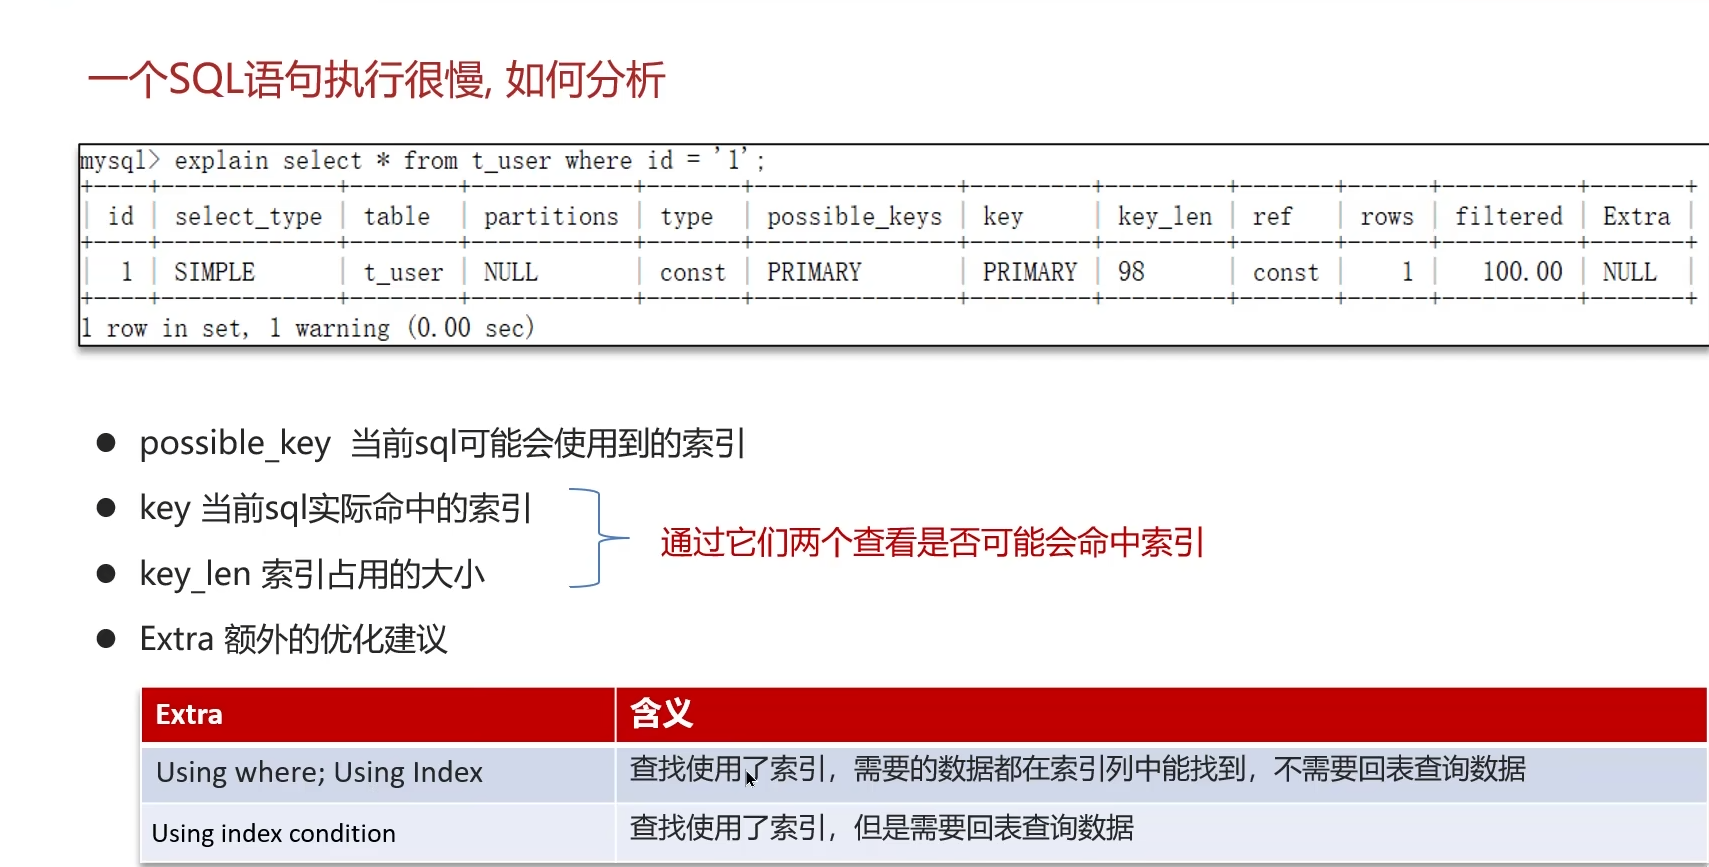 一个SQL语句执行很慢, 如何分析
mysql> explain select * from t_user where id = '1';
+----+-------------+--------+------------+-------+---------------+---------+---------+-------+------+----------+-------+
| id | select_type | table | partitions | type | possible_keys | key | key_len | ref | rows | filtered | Extra |
+----+-------------+--------+------------+-------+---------------+---------+---------+-------+------+----------+-------+
| 1 | SIMPLE | t_user | NULL | const | PRIMARY | PRIMARY | 98 | const | 1 | 100.00 | NULL |
+----+-------------+--------+------------+-------+---------------+---------+---------+-------+------+----------+-------+
1 row in set, 1 warning (0.00 sec)
● possible_key 当前sql可能会使用到的索引
● key 当前sql实际命中的索引
通过它们两个查看是否可能会命中索引
● key_len 索引占用的大小
● Extra 额外的优化建议
Extra 含义
Using where; Using Index 查找使用了索引，需要的数据都在索引列中能找到，不需要回表查询数据
Using index condition 查找使用了索引，但是需要回表查询数据